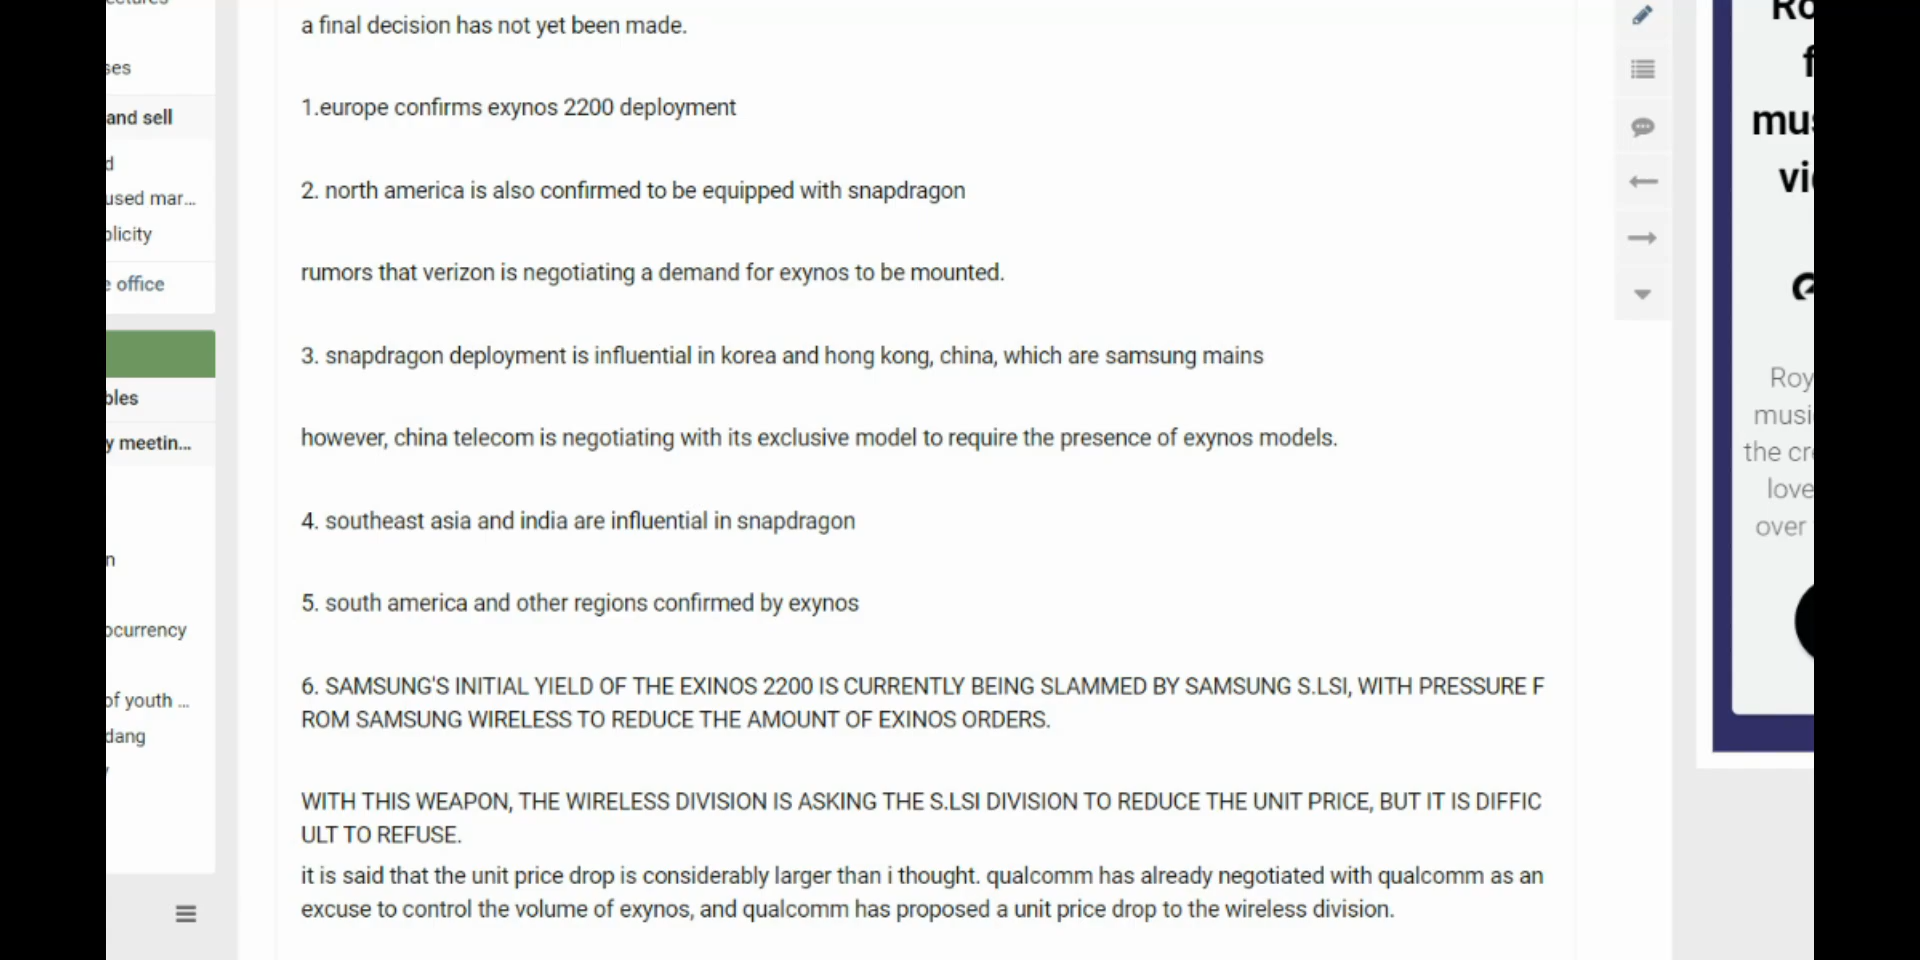 ses
and sell
d
used mar...
olicity
e office
bles
y meetin...
n
ocurrency
of youth ...
dang
a final decision has not yet been made.
1.europe confirms exynos 2200 deployment
2. north america is also confirmed to be equipped with snapdragon
rumors that verizon is negotiating a demand for exynos to be mounted.
3. snapdragon deployment is influential in korea and hong kong, china, which are samsung mains
however, china telecom is negotiating with its exclusive model to require the presence of exynos models.
4. southeast asia and india are influential in snapdragon
5. south america and other regions confirmed by exynos
6. SAMSUNG'S INITIAL YIELD OF THE EXINOS 2200 IS CURRENTLY BEING SLAMMED BY SAMSUNG S.LSI, WITH PRESSURE F
ROM SAMSUNG WIRELESS TO REDUCE THE AMOUNT OF EXINOS ORDERS.
WITH THIS WEAPON, THE WIRELESS DIVISION IS ASKING THE S.LSI DIVISION TO REDUCE THE UNIT PRICE, BUT IT IS DIFFIC
ULT TO REFUSE.
it is said that the unit price drop is considerably larger than i thought. qualcomm has already negotiated with qualcomm as an
excuse to control the volume of exynos, and qualcomm has proposed a unit price drop to the wireless division.
Ro
f
mus
vi
Roy
musi
the cr
love
over